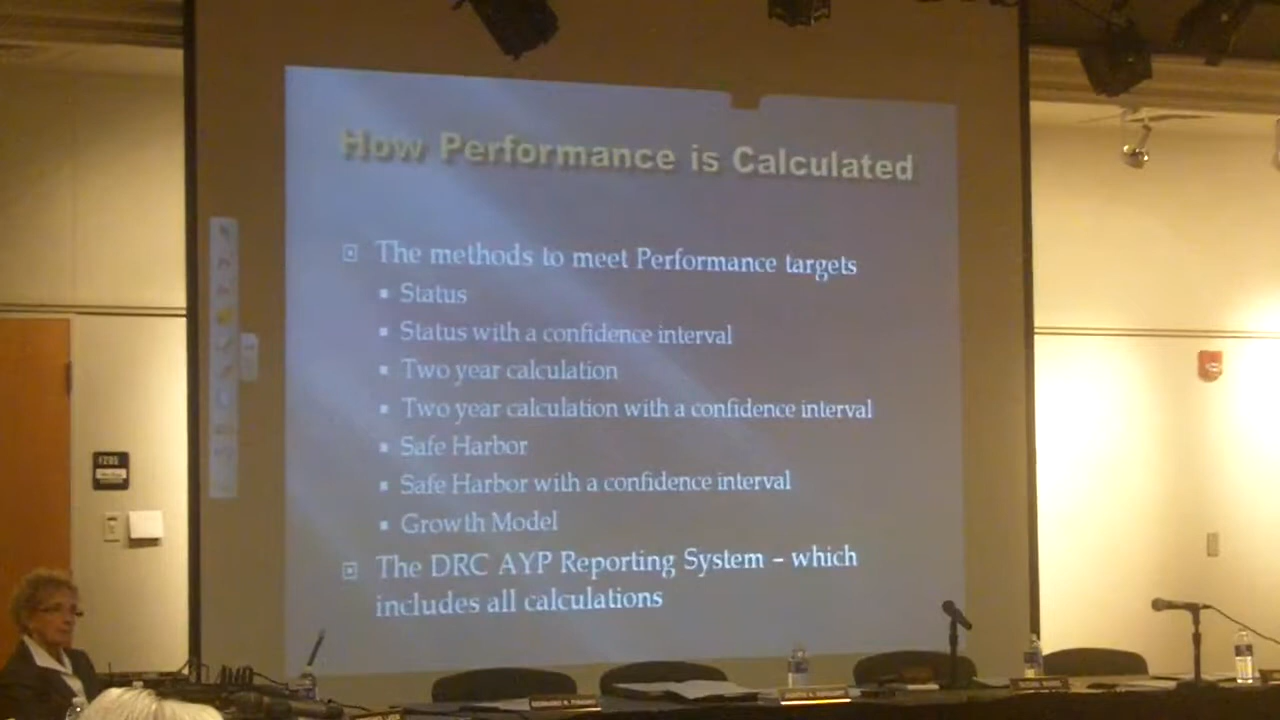 How Performance is Calculated
The methods to meet Performance targets
Status
Status with a confidence interval
Two year calculation
Two year calculation with a confidence interval
Safe Harbor
Safe Harbor with a confidence interval
Growth Model
The DRC AYP Reporting System – which
includes all calculations